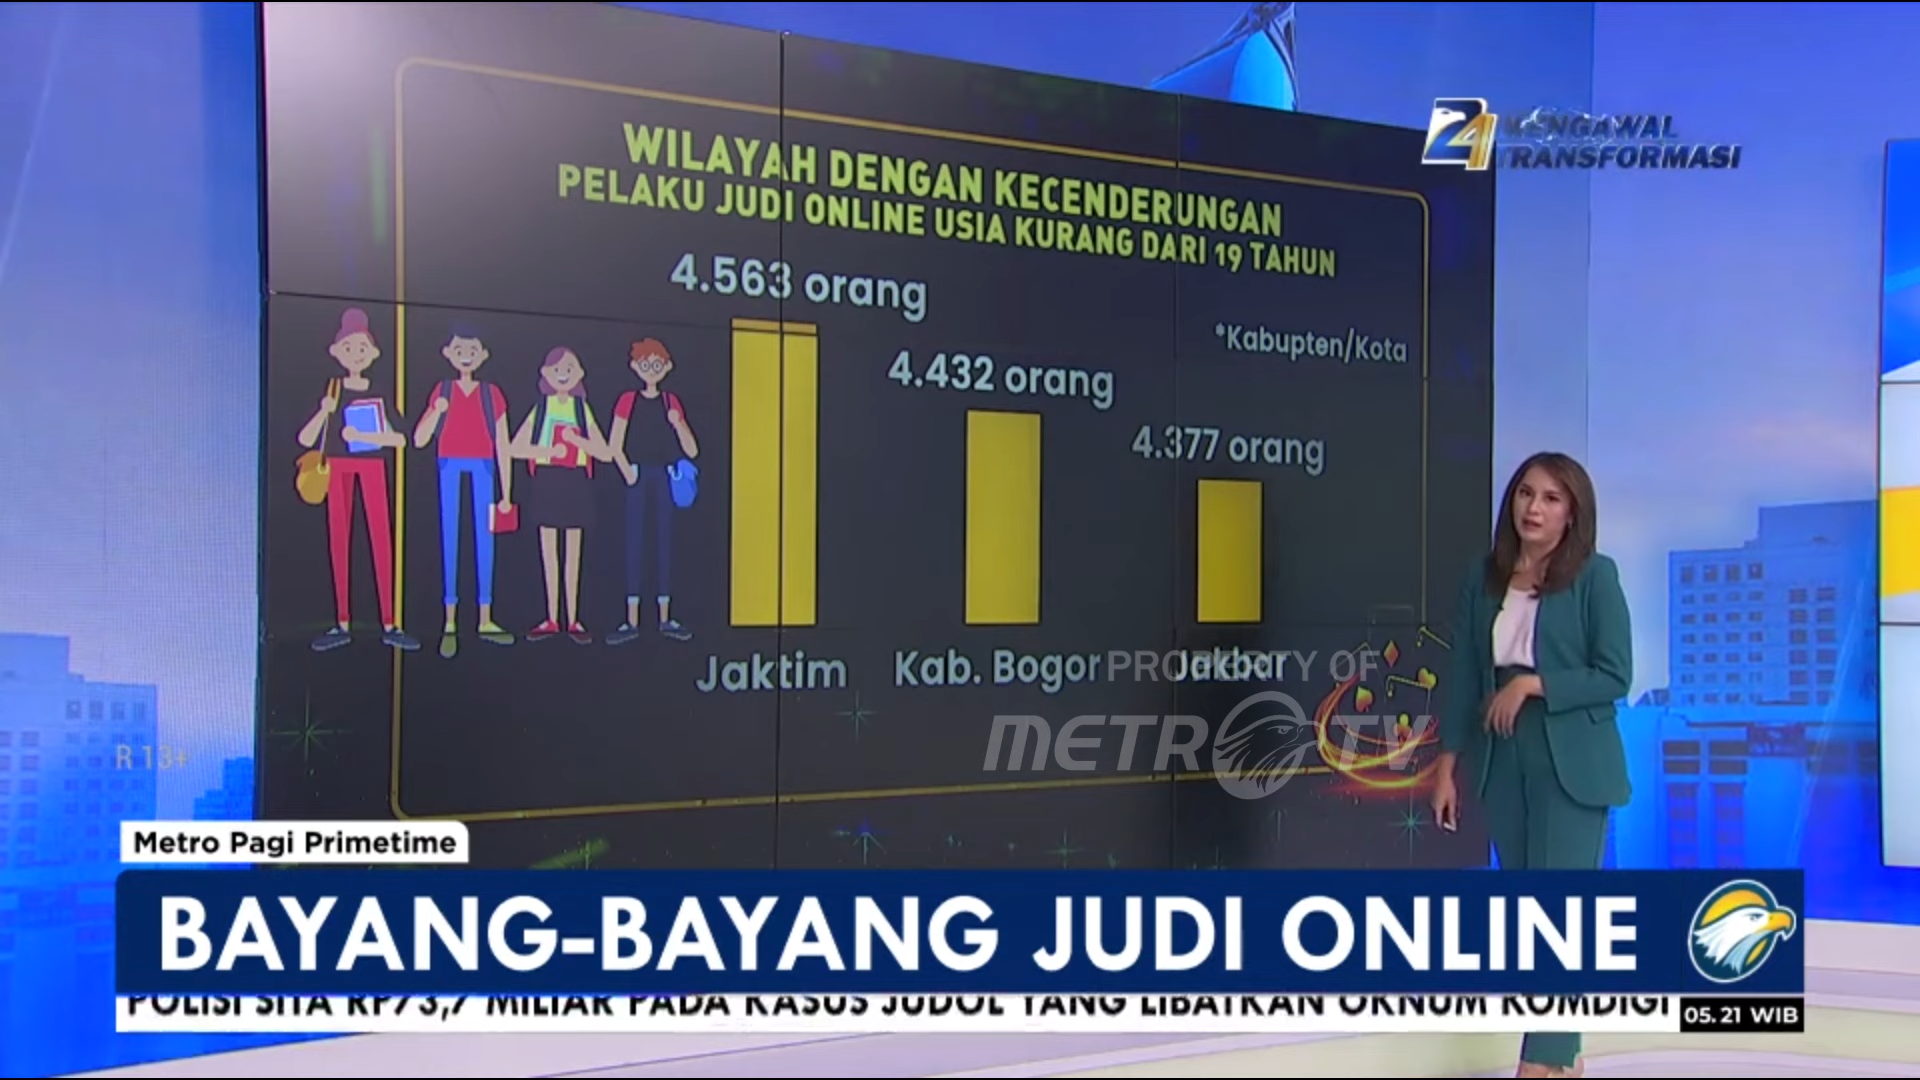 24 MENGAWAL
TRANSFORMASI
WILAYAH DENGAN KECENDERUNGAN
PELAKU JUDI ONLINE USIA KURANG DARI 19 TAHUN
4.563 orang
*Kabupten/Kota
4.432 orang
4.377 orang
Jaktim
Kab. Bogor
Jakbar
PROPERTY OF
METRO TV
R 13+
Metro Pagi Primetime
BAYANG-BAYANG JUDI ONLINE
POLISI SITA RP73,7 MILIAR PADA KASUS JUDOL YANG LIBATKAN OKNUM KOMDIGI
05.21 WIB